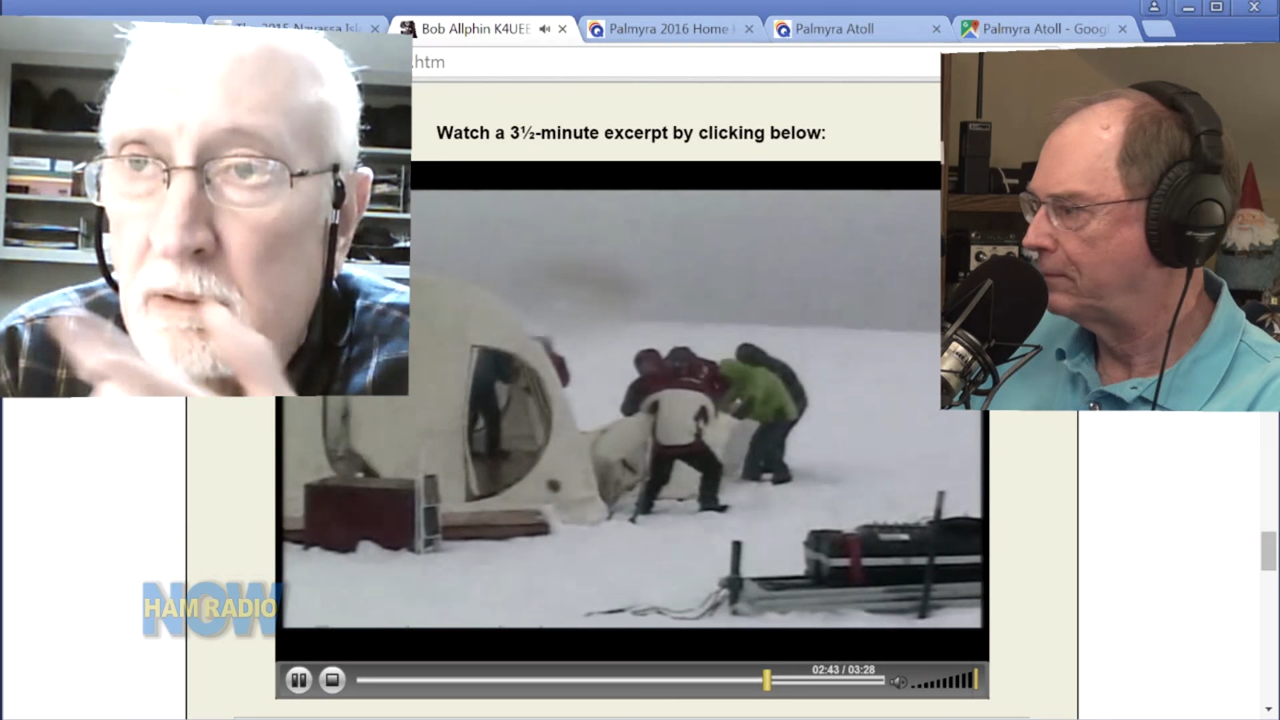 The 2015 Navassa Isl
Bob Allphin K4UEE
Palmyra 2016 Home
Palmyra Atoll
Palmyra Atoll - Googl
.htm
Watch a 3½-minute excerpt by clicking below:
NOW
HAM RADIO
02:43 / 03:28